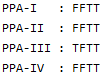 PPA-I   : FFTT
PPA-II  : FFTT
PPA-III : TFTT
PPA-IV  : FFTT